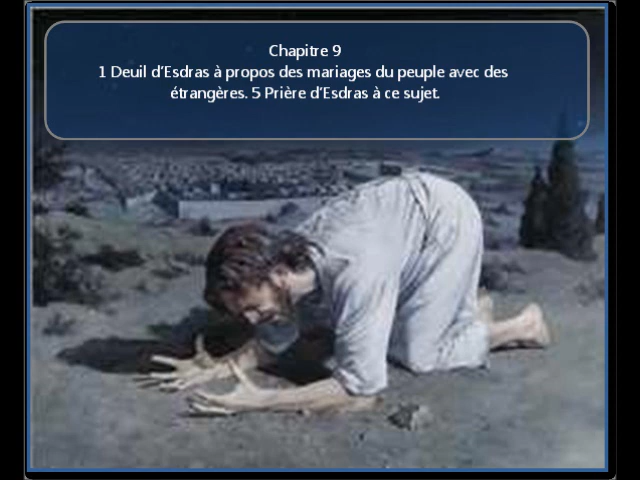 Chapitre 9
1 Deuil d’Esdras à propos des mariages du peuple avec des
étrangères. 5 Prière d’Esdras à ce sujet.